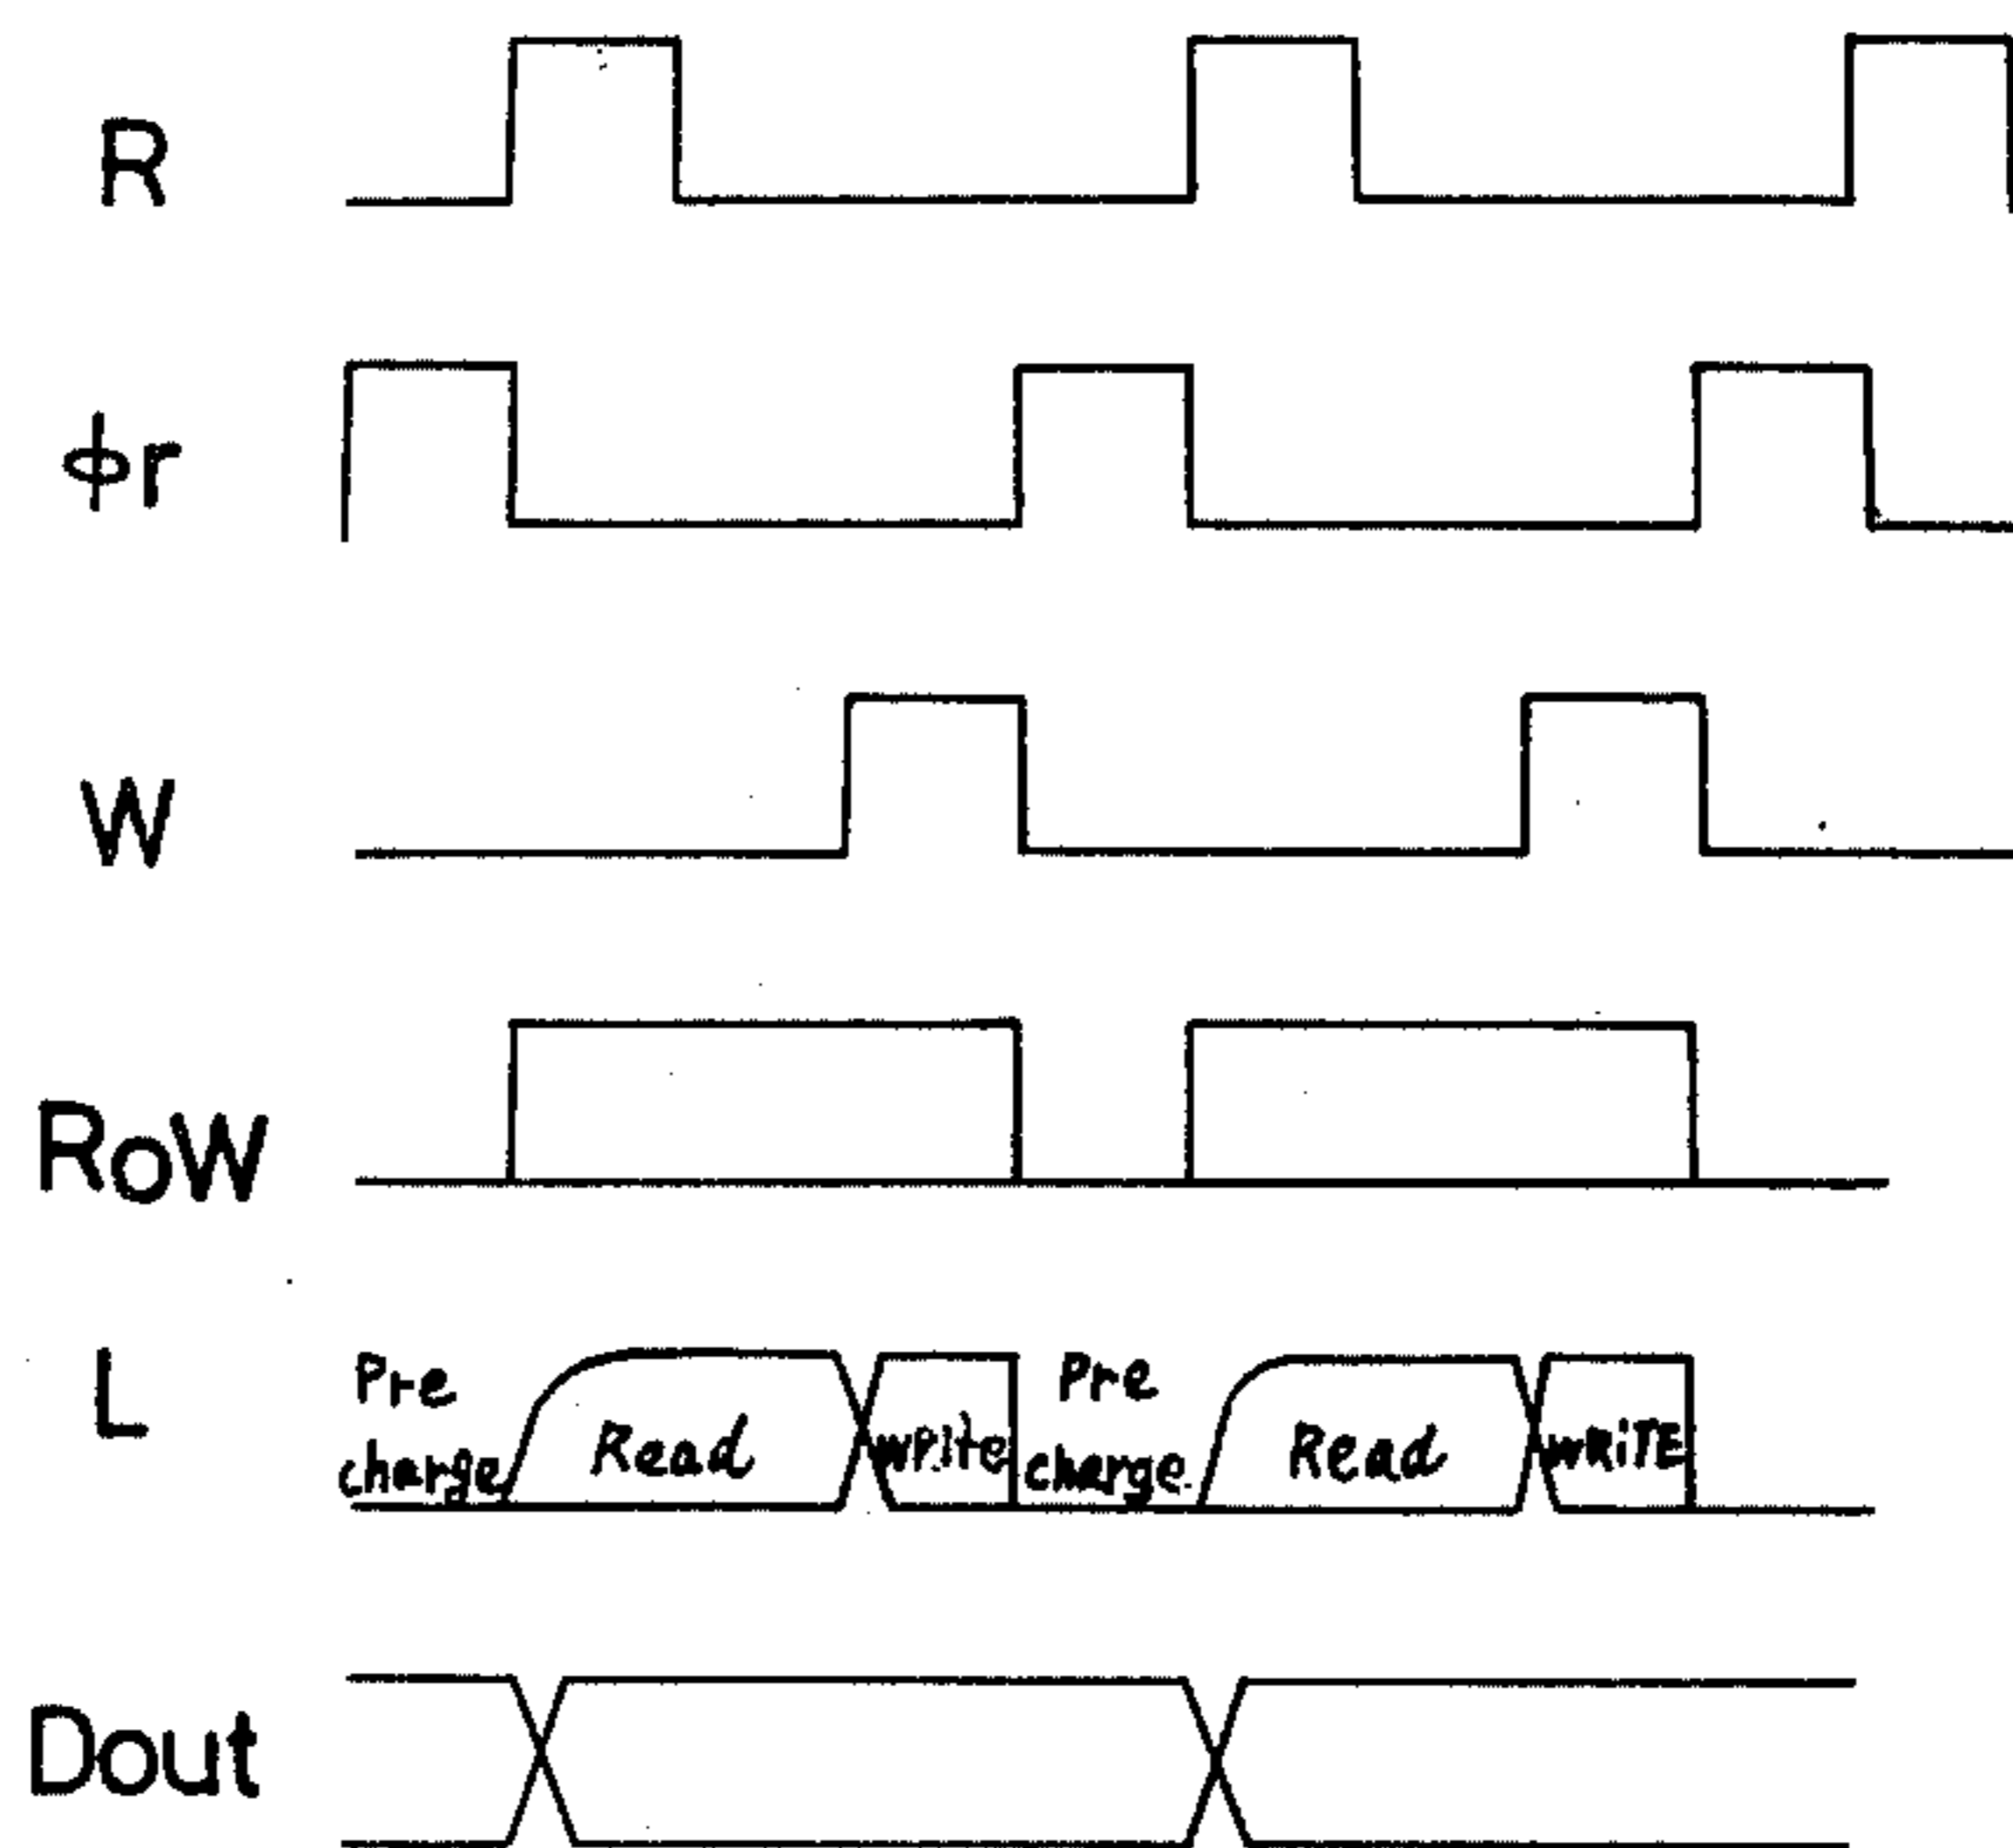 R
ϕr
W
RoW
L
Pre
charge
Read
write
Pre
charge.
Read
WRiTE
Dout